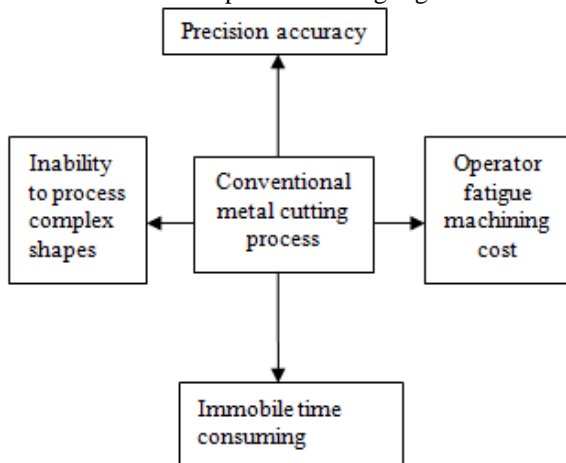 Precision accuracy
Inability
to process
complex
shapes
Conventional
metal cutting
process
Operator
fatigue
machining
cost
Immobile time
consuming